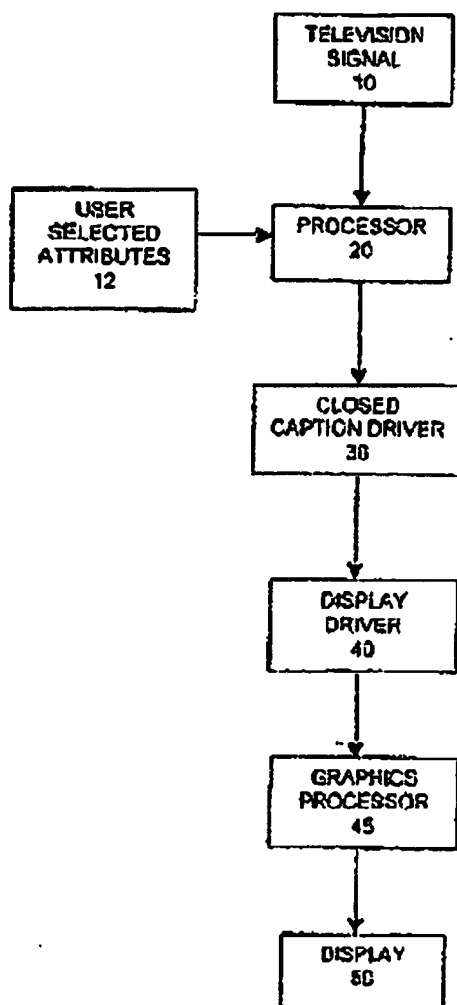 TELEVISION
SIGNAL
10
USER
SELECTED
ATTRIBUTES
12
PROCESSOR
20
CLOSED
CAPTION DRIVER
30
DISPLAY
DRIVER
40
GRAPHICS
PROCESSOR
45
DISPLAY
50